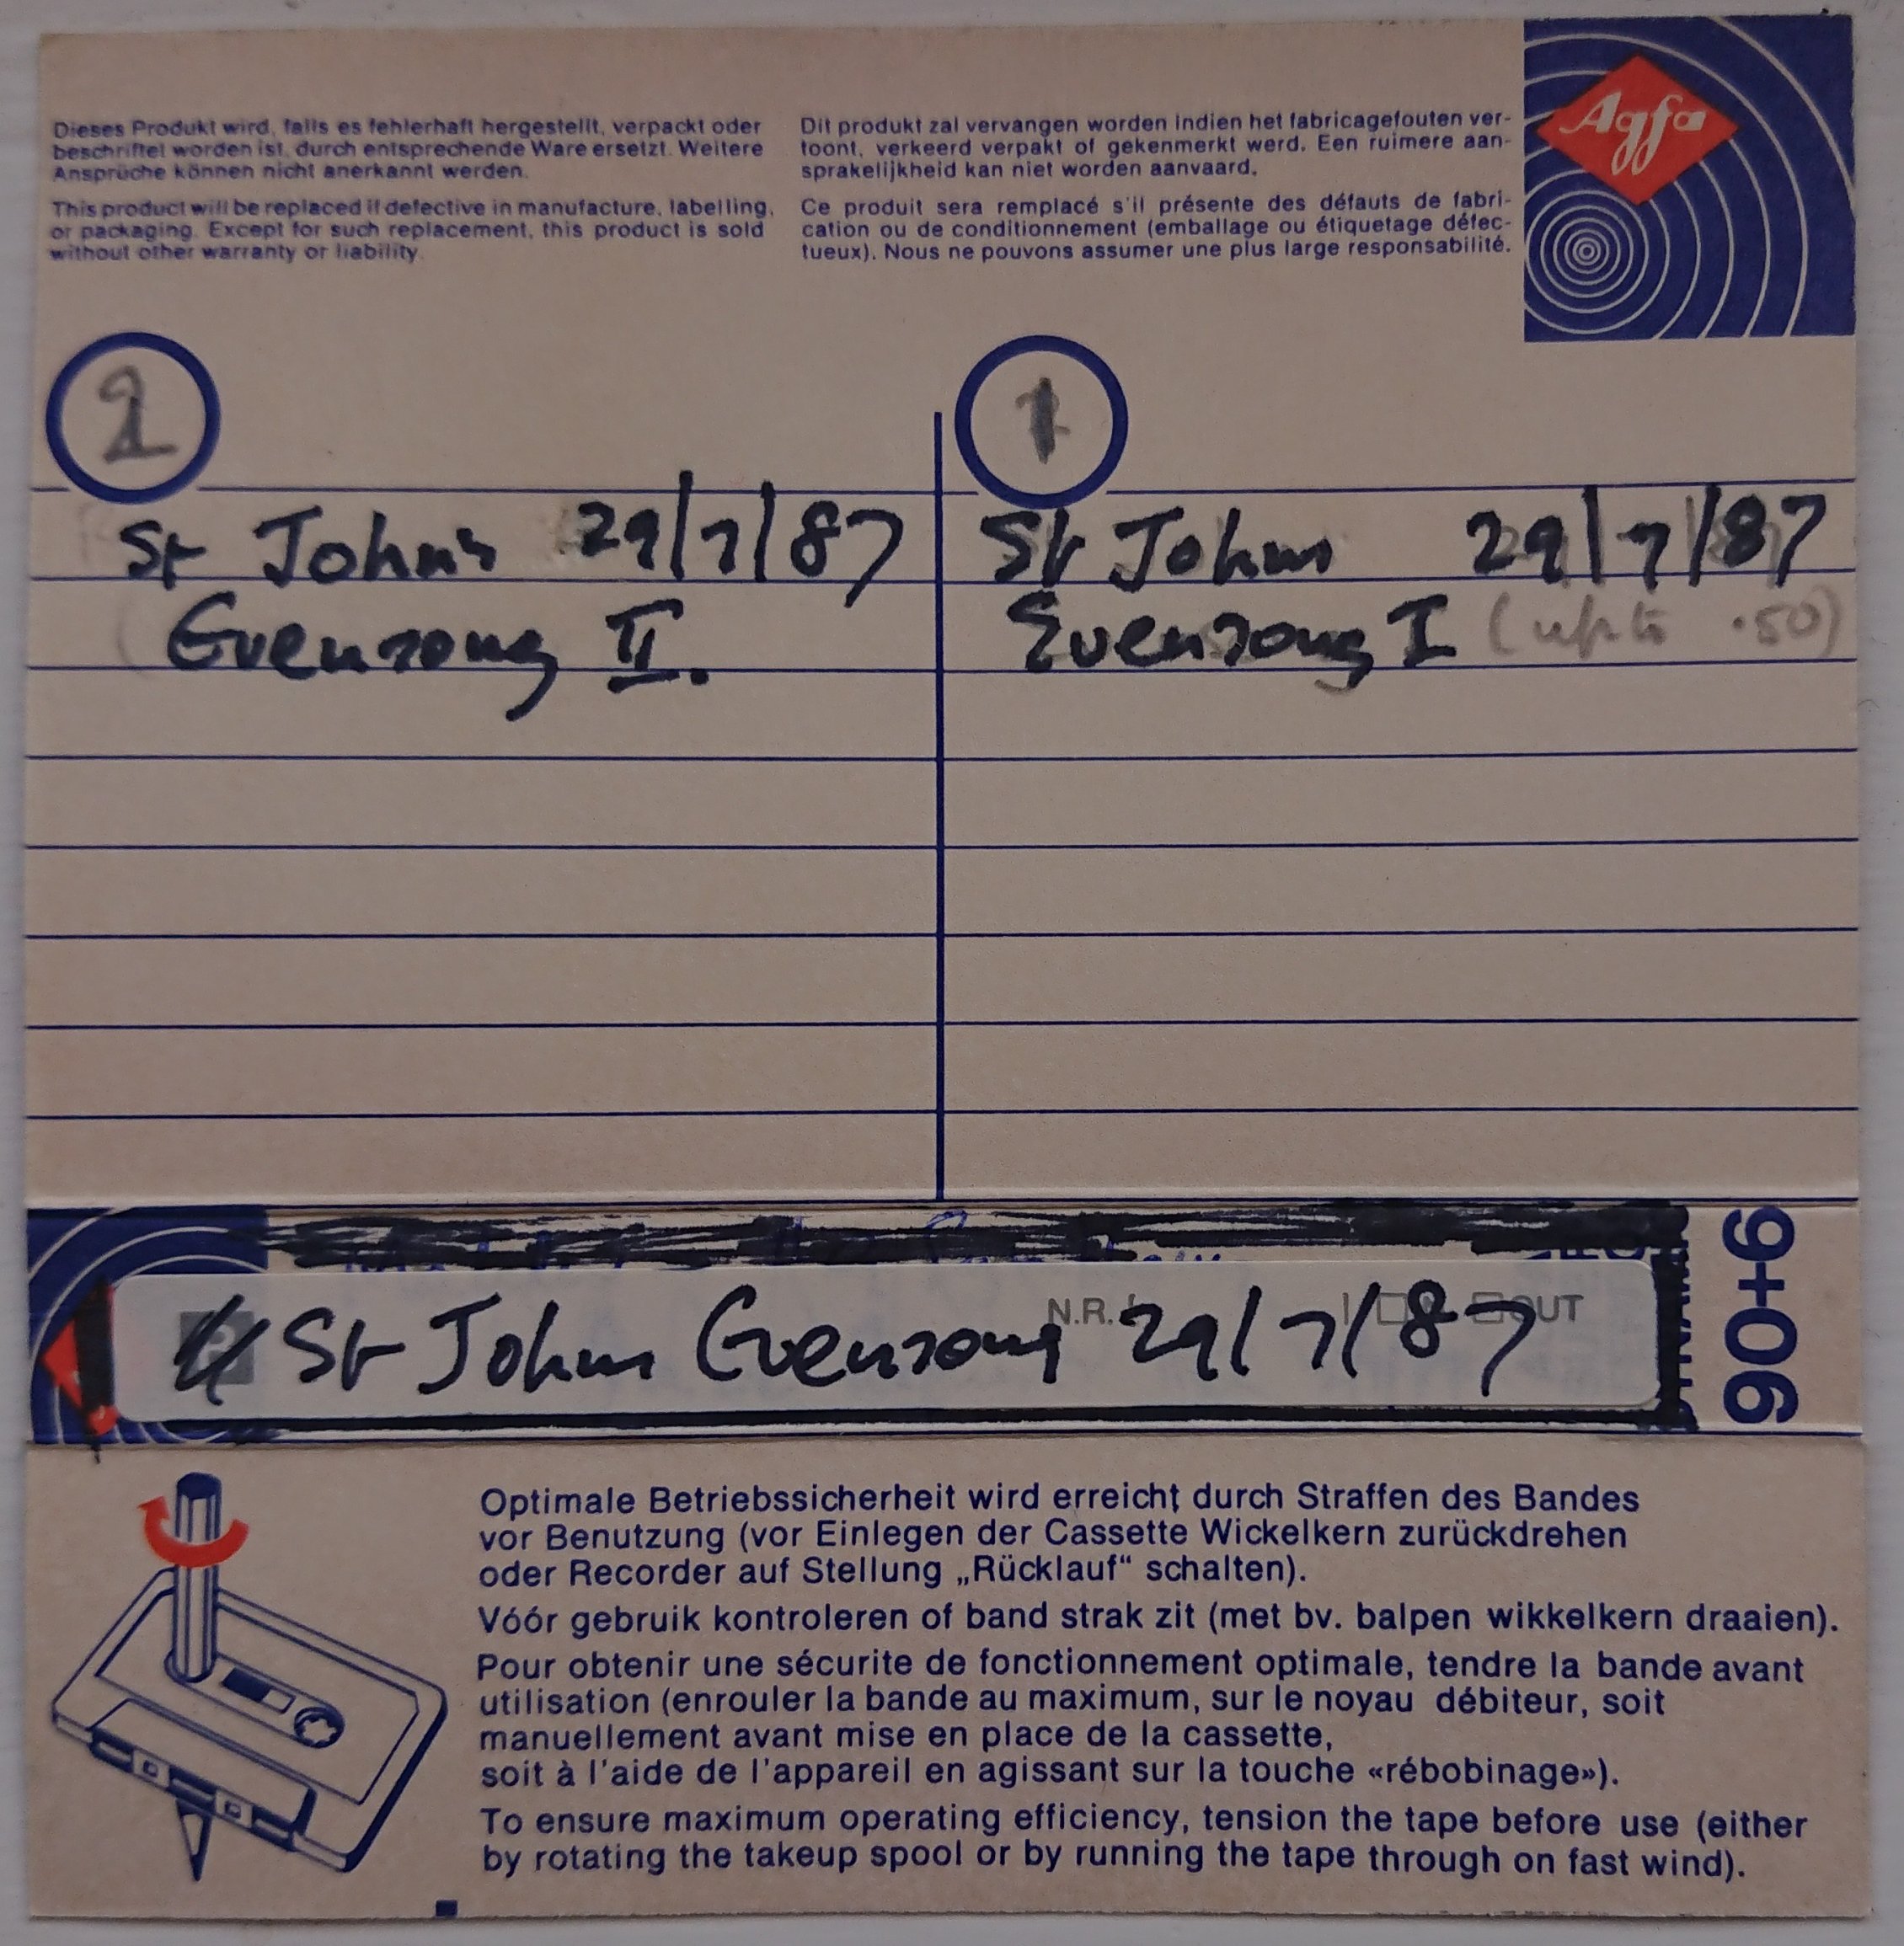 Agfa
Dieses Produkt wird, falls es fehlerhaft hergestellt, verpackt oder
beschriftet worden ist, durch entsprechende Ware ersetzt. Weitere
Ansprüche können nicht anerkannt werden.
This product will be replaced if defective in manufacture, labelling,
or packaging. Except for such replacement, this product is sold
without other warranty or liability.
Dit produkt zal vervangen worden indien het fabricagefouten ver-
toont, verkeerd verpakt of gekenmerkt werd. Een ruimere aan-
sprakelijkheid kan niet worden aanvaard.
Ce produit sera remplacé s'il présente des défauts de fabri-
cation ou de conditionnement (emballage ou étiquetage défec-
tueux). Nous ne pouvons assumer une plus large responsabilité.
2
St John's 29/7/87
Evensong II.
1
St Johns 29/7/87
Evensong I (up to .50)
St Johns Evensong 29/7/87
N.R.
OUT
90+6
Optimale Betriebssicherheit wird erreicht durch Straffen des Bandes
vor Benutzung (vor Einlegen der Cassette Wickelkern zurückdrehen
oder Recorder auf Stellung „Rücklauf“ schalten).
Vóór gebruik kontroleren of band strak zit (met bv. balpen wikkelkern draaien).
Pour obtenir une sécurite de fonctionnement optimale, tendre la bande avant
utilisation (enrouler la bande au maximum, sur le noyau débiteur, soit
manuellement avant mise en place de la cassette,
soit à l'aide de l'appareil en agissant sur la touche «rébobinage»).
To ensure maximum operating efficiency, tension the tape before use (either
by rotating the takeup spool or by running the tape through on fast wind).